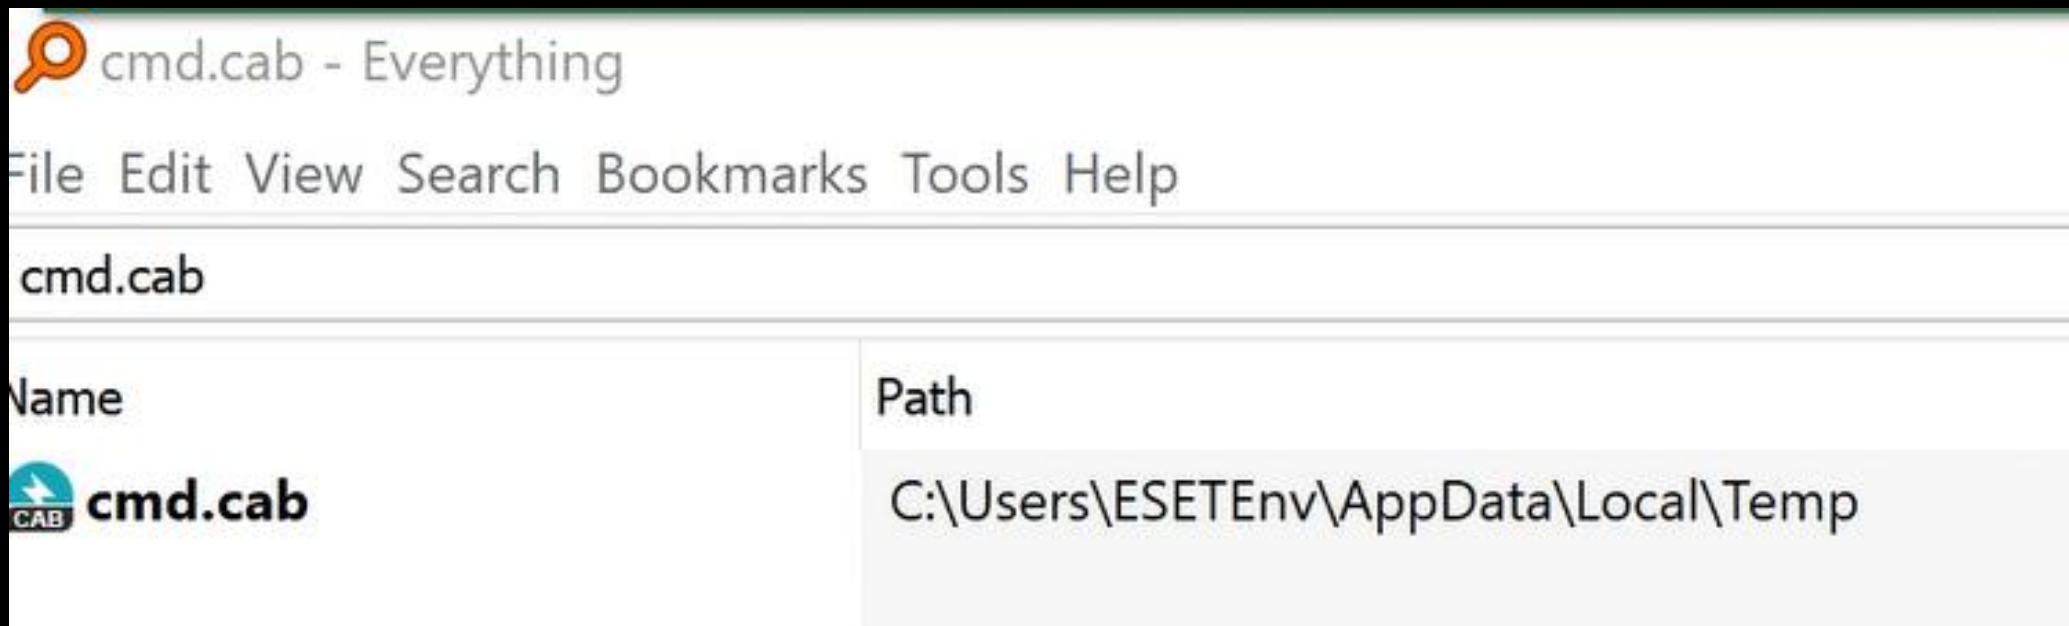 cmd.cab - Everything
File Edit View Search Bookmarks Tools Help
cmd.cab
Name Path
CAB cmd.cab C:\Users\ESETEnv\AppData\Local\Temp